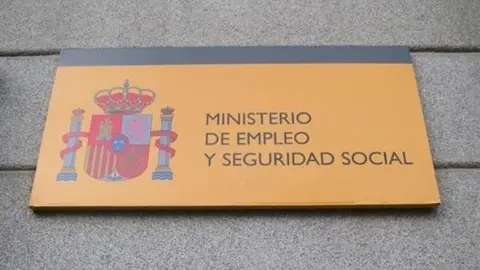 MINISTERIO
DE EMPLEO
Y SEGURIDAD SOCIAL